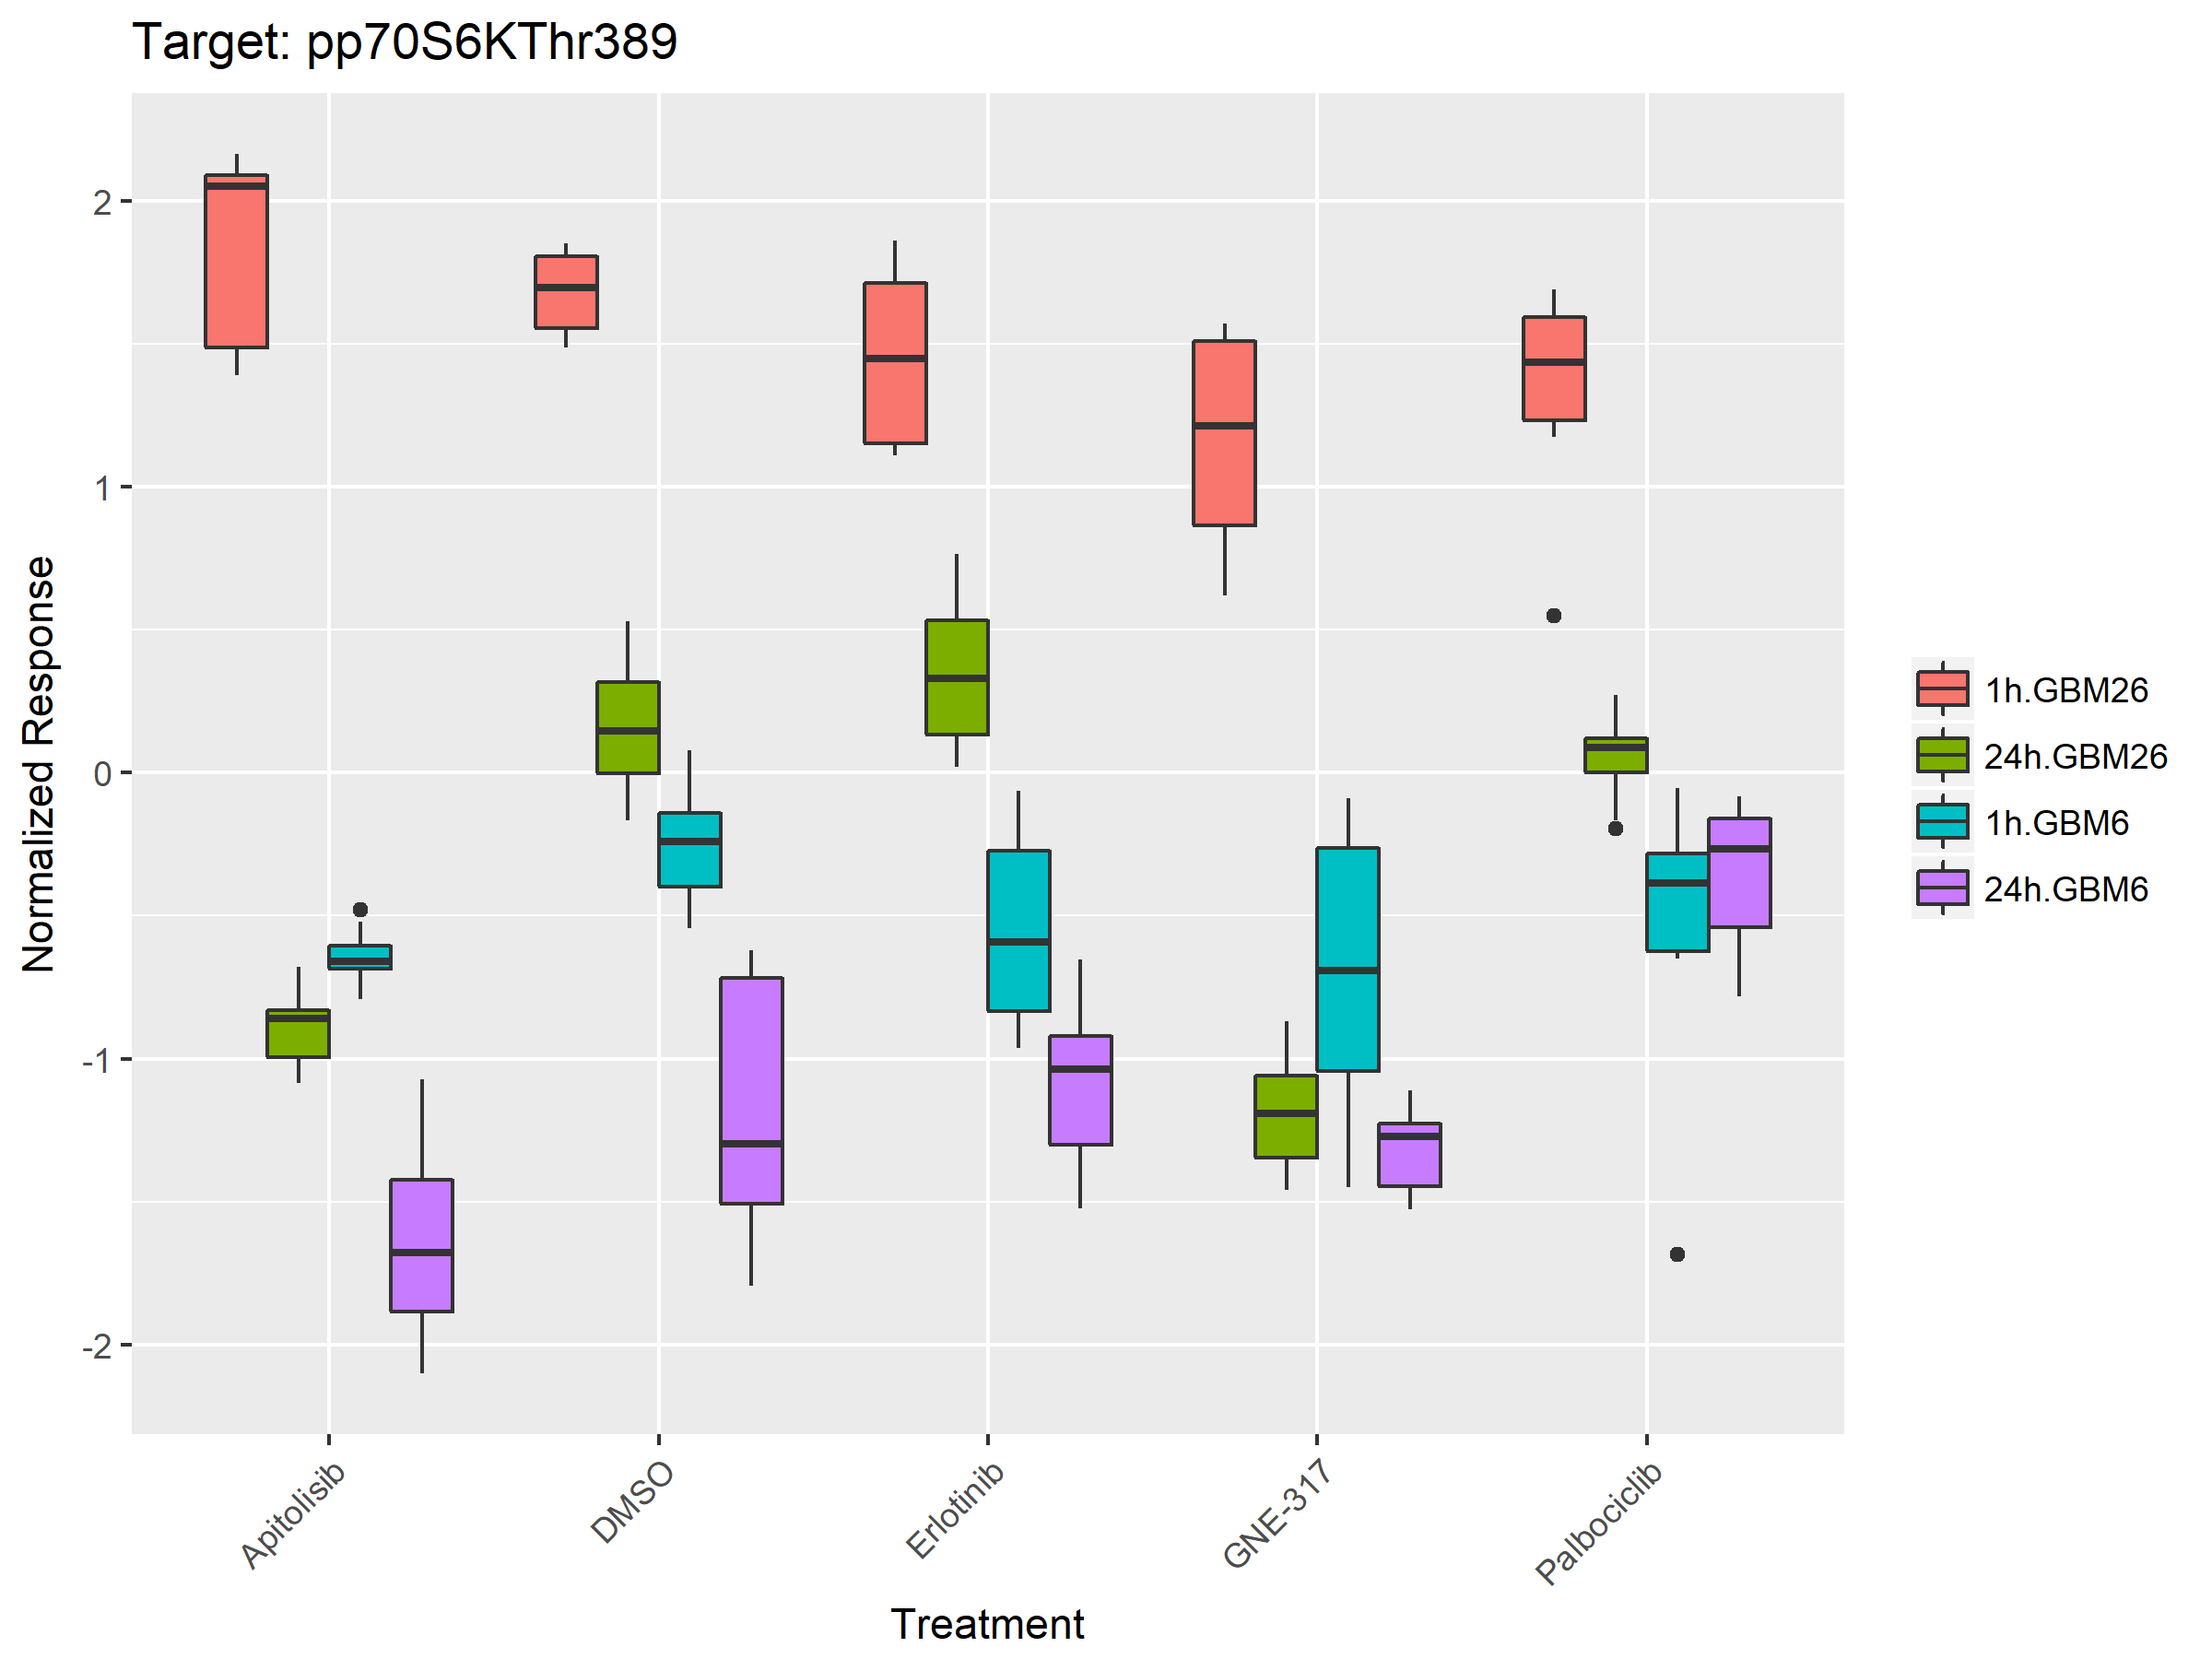 Target: pp70S6KThr389
Normalized Response
2
1
0
-1
-2
Apitolisib
DMSO
Erlotinib
GNE-317
Palbociclib
Treatment
1h.GBM26
24h.GBM26
1h.GBM6
24h.GBM6